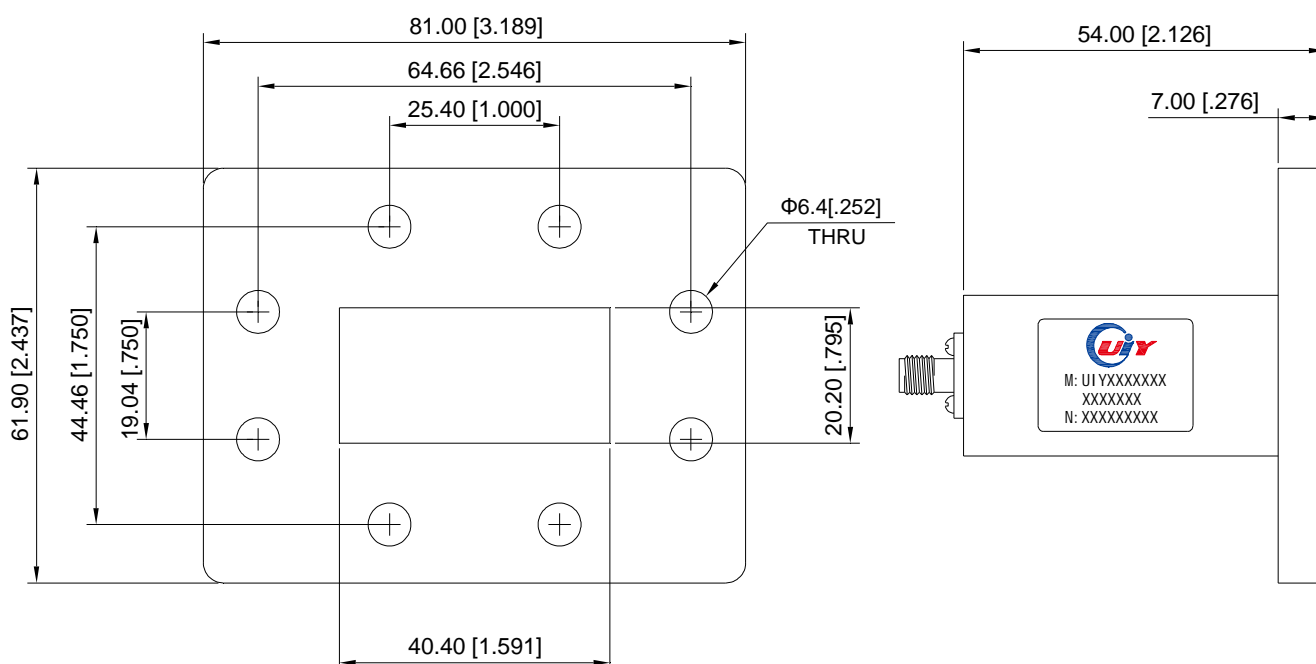 81.00 [3.189]
64.66 [2.546]
25.40 [1.000]
54.00 [2.126]
7.00 [.276]
Φ6.4[.252]
THRU
61.90 [2.437]
44.46 [1.750]
19.04 [.750]
20.20 [.795]
40.40 [1.591]
UIY
M: UIYXXXXXXX
XXXXXXX
N: XXXXXXXXX